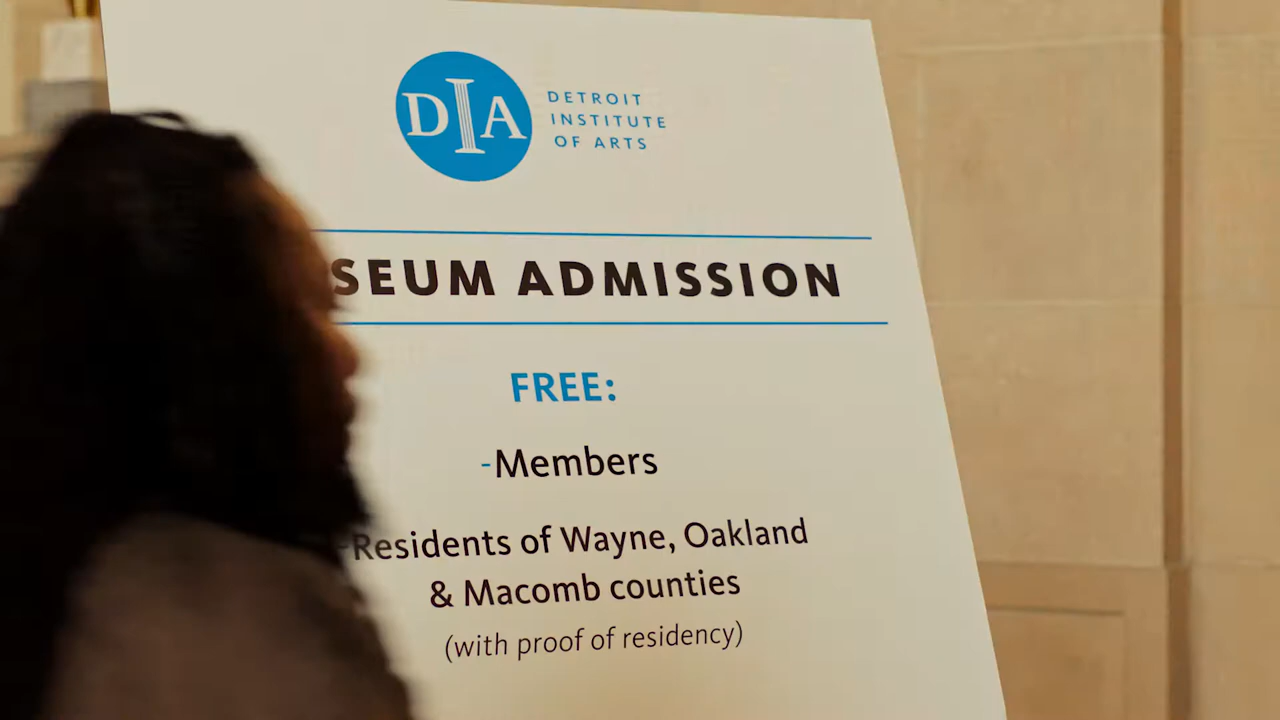 DIA
DETROIT
INSTITUTE
OF ARTS
SEUM ADMISSION
FREE:
-Members
-Residents of Wayne, Oakland
& Macomb counties
(with proof of residency)